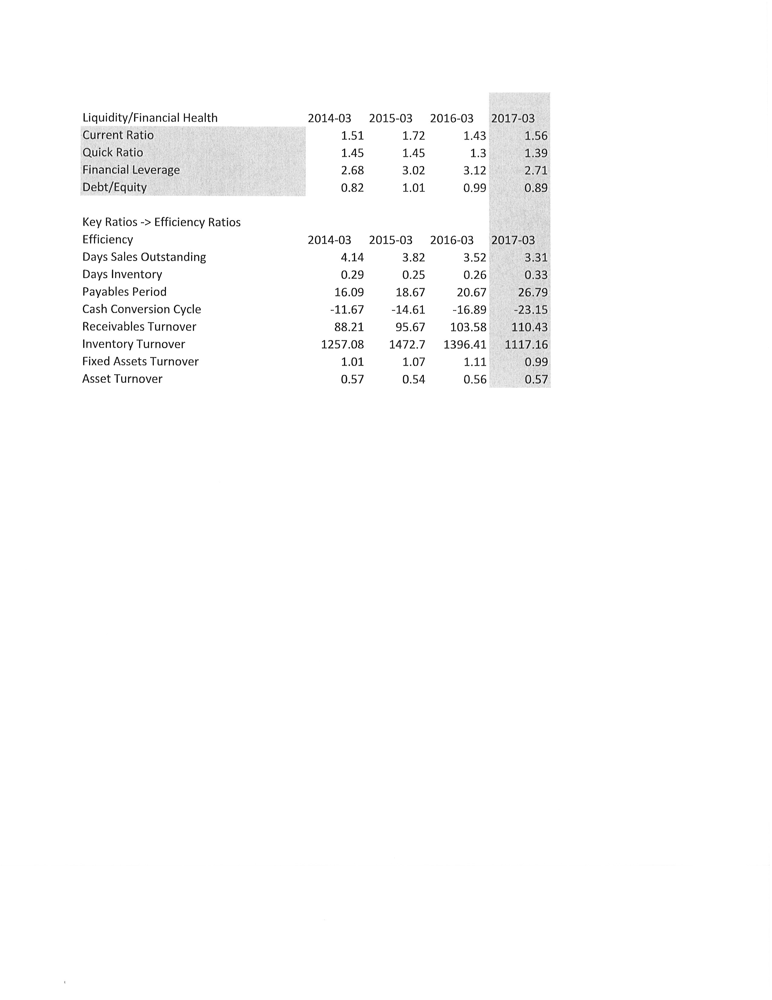 Liquidity/Financial Health 2014-03 2015-03 2016-03 2017-03
Current Ratio 1.51 1.72 1.43 1.56
Quick Ratio 1.45 1.45 1.3 1.39
Financial Leverage 2.68 3.02 3.12 2.71
Debt/Equity 0.82 1.01 0.99 0.89
Key Ratios -> Efficiency Ratios
Efficiency 2014-03 2015-03 2016-03 2017-03
Days Sales Outstanding 4.14 3.82 3.52 3.31
Days Inventory 0.29 0.25 0.26 0.33
Payables Period 16.09 18.67 20.67 26.79
Cash Conversion Cycle -11.67 -14.61 -16.89 -23.15
Receivables Turnover 88.21 95.67 103.58 110.43
Inventory Turnover 1257.08 1472.7 1396.41 1117.16
Fixed Assets Turnover 1.01 1.07 1.11 0.99
Asset Turnover 0.57 0.54 0.56 0.57